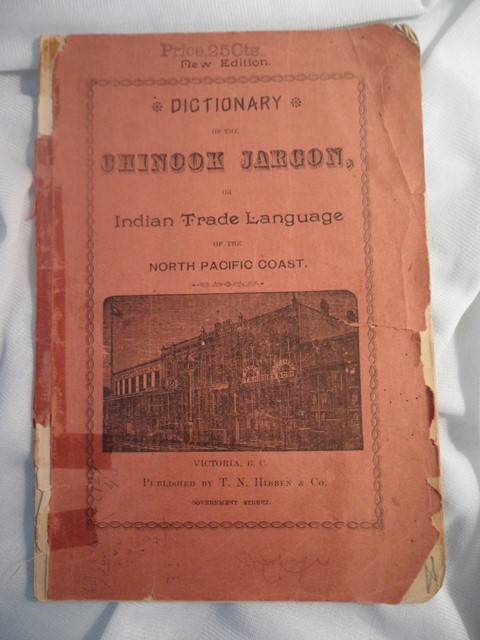 Price, 25Cts.
New Edition.
DICTIONARY
OF THE
CHINOOK JARGON,
OR
Indian Trade Language
OF THE
NORTH PACIFIC COAST.
VICTORIA, B. C.
PUBLISHED BY T. N. HIBBEN & CO.
GOVERNMENT STREET.